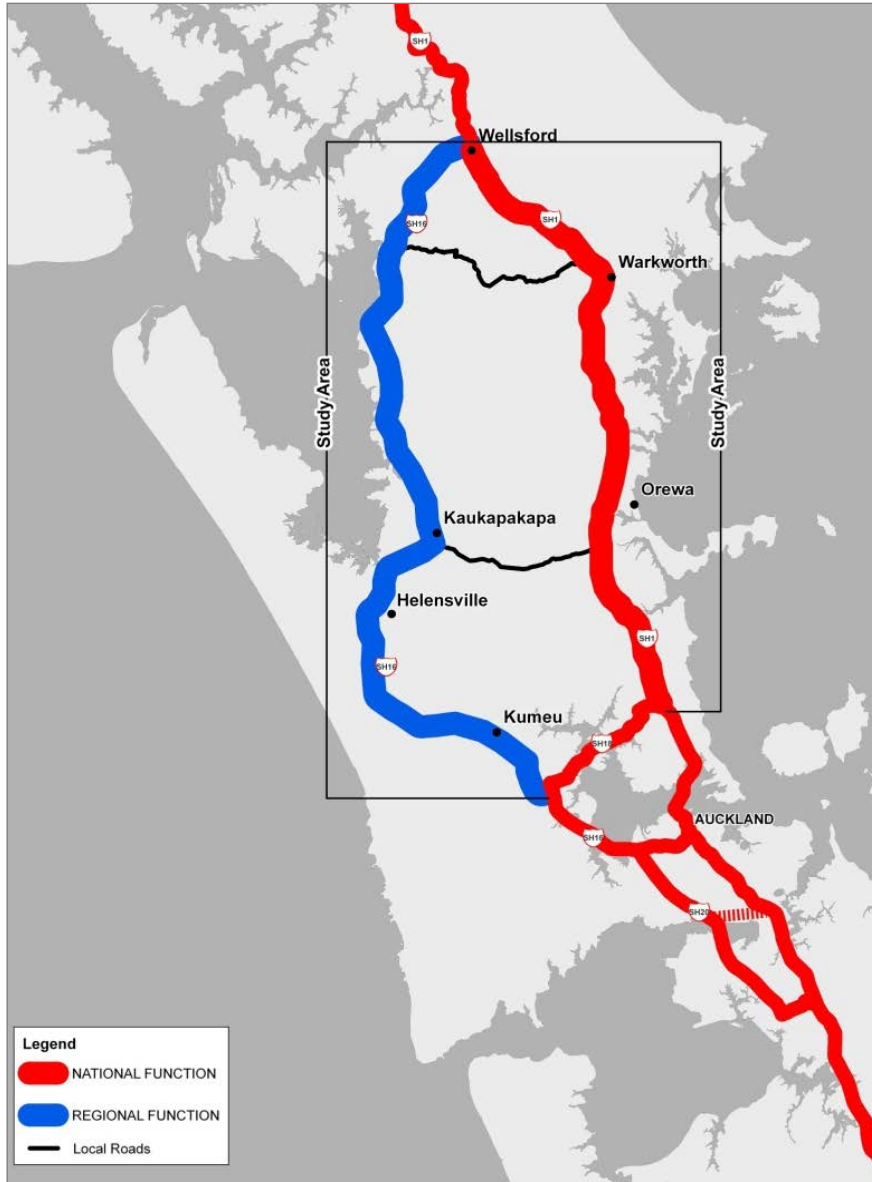 SH1
Wellsford
SH16
SH1
Warkworth
Study Area
Study Area
Orewa
Kaukapakapa
Helensville
SH1
SH16
Kumeu
SH18
AUCKLAND
SH16
SH20
Legend
NATIONAL FUNCTION
REGIONAL FUNCTION
Local Roads